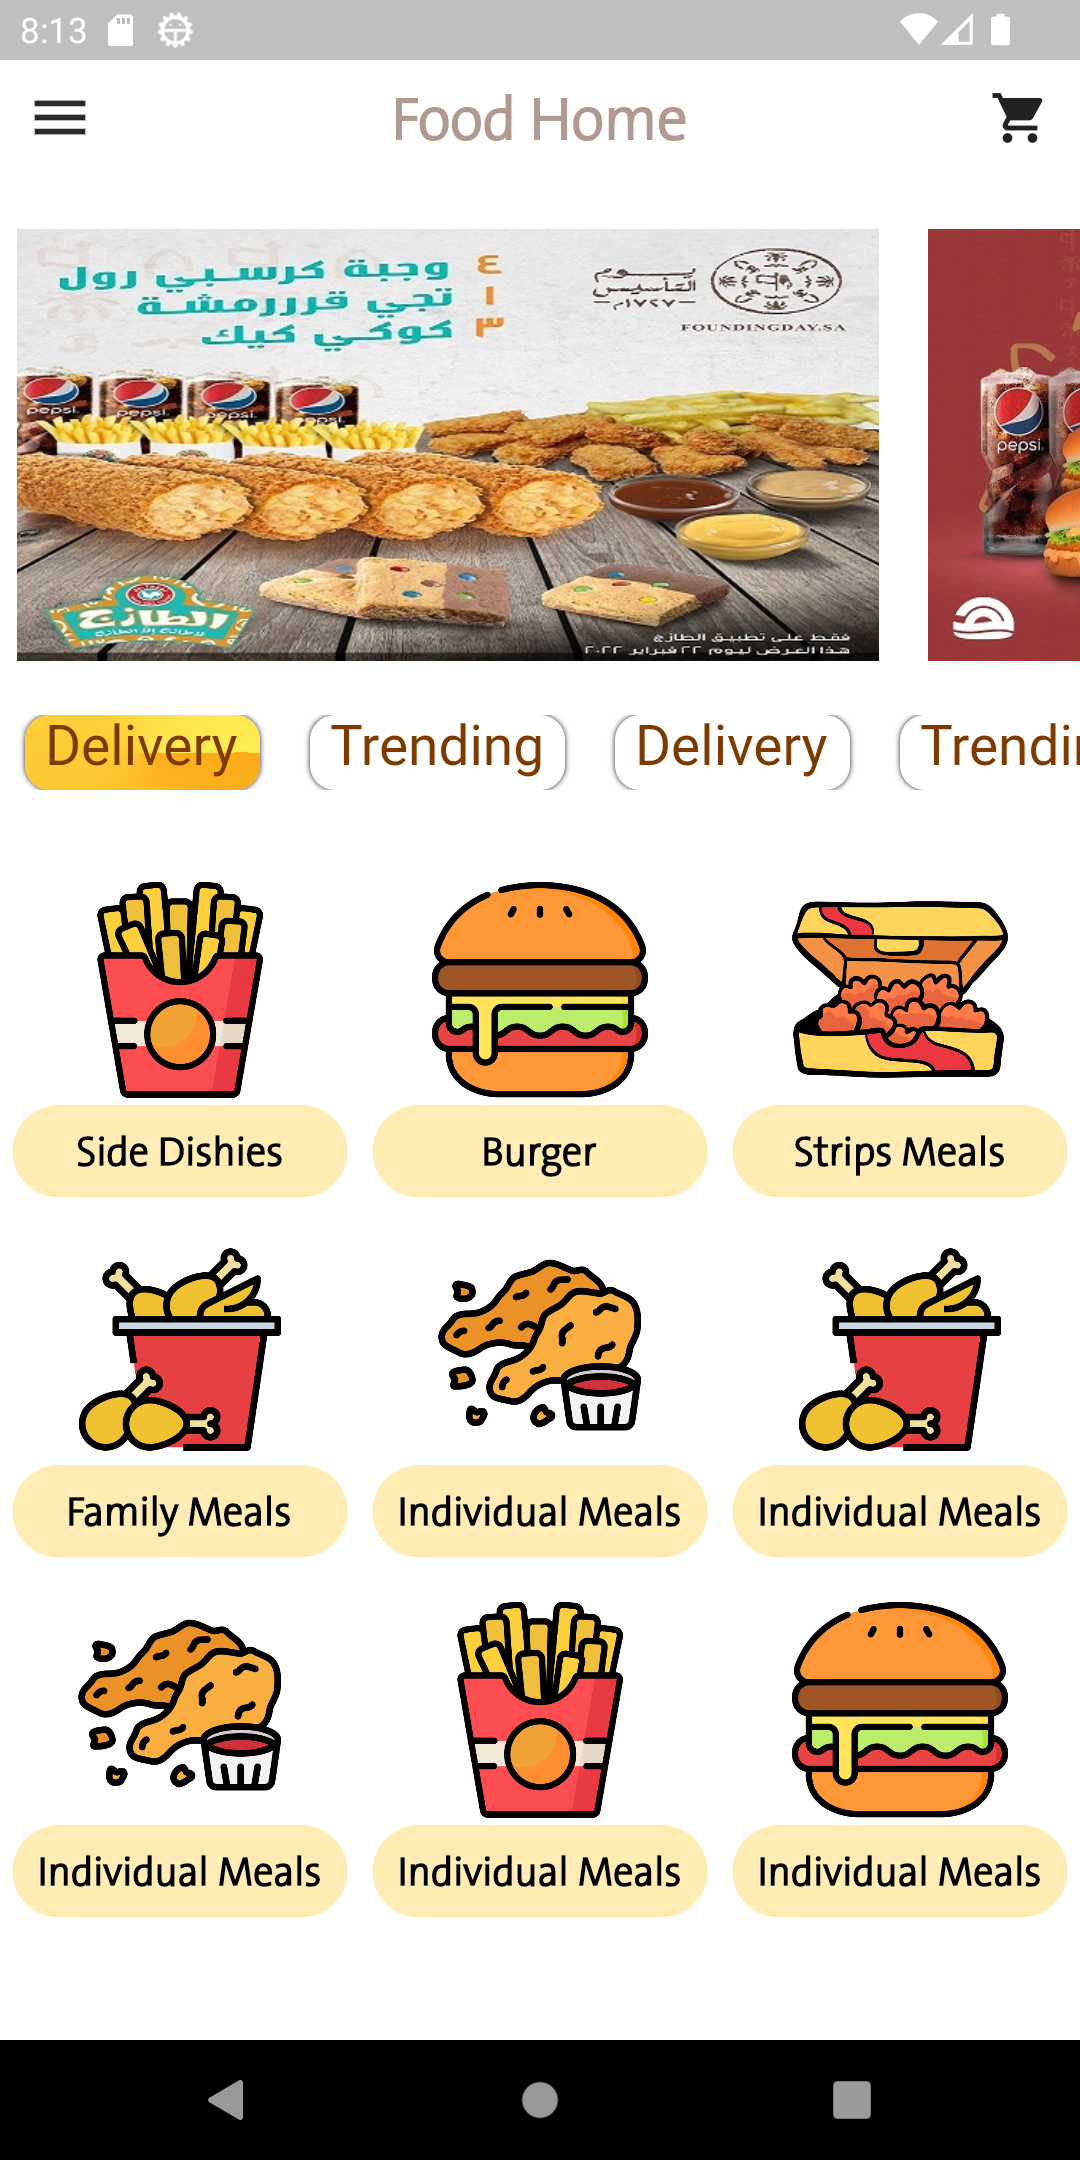 8:13
Food Home
وجبة كرسبي رول ٤
تجي قرررمشة ١
كوكي كيك ٣
يوم
التأسيس
١٧٢٧م
FOUNDINGDAY.SA
pepsi pepsi pepsi pepsi
الطازج
فقط على تطبيق الطازج
هذا العرض ليوم ٢٢ فبراير ٢٠٢٢
pepsi
Delivery Trending Delivery Trendi
Side Dishies Burger Strips Meals
Family Meals Individual Meals Individual Meals
Individual Meals Individual Meals Individual Meals